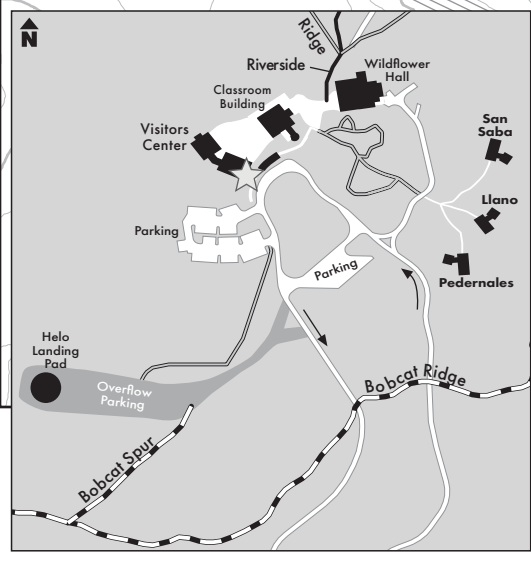 N
Ridge
Riverside
Wildflower
Hall
Classroom
Building
Visitors
Center
San
Saba
Llano
Parking
Parking
Pedernales
Helo
Landing
Pad
Overflow
Parking
Bobcat Ridge
Bobcat Spur